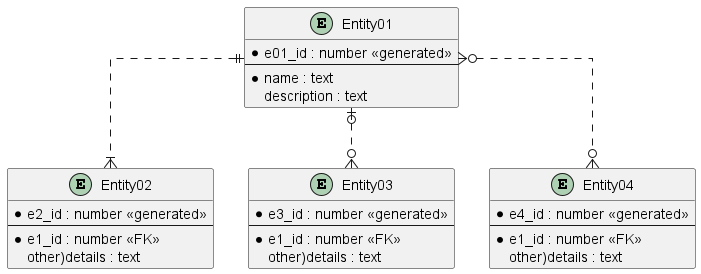 E Entity01
• e01_id : number «generated»
• name : text
description : text
E Entity02
• e2_id : number «generated»
• e1_id : number «FK»
other)details : text
E Entity03
• e3_id : number «generated»
• e1_id : number «FK»
other)details : text
E Entity04
• e4_id : number «generated»
• e1_id : number «FK»
other)details : text